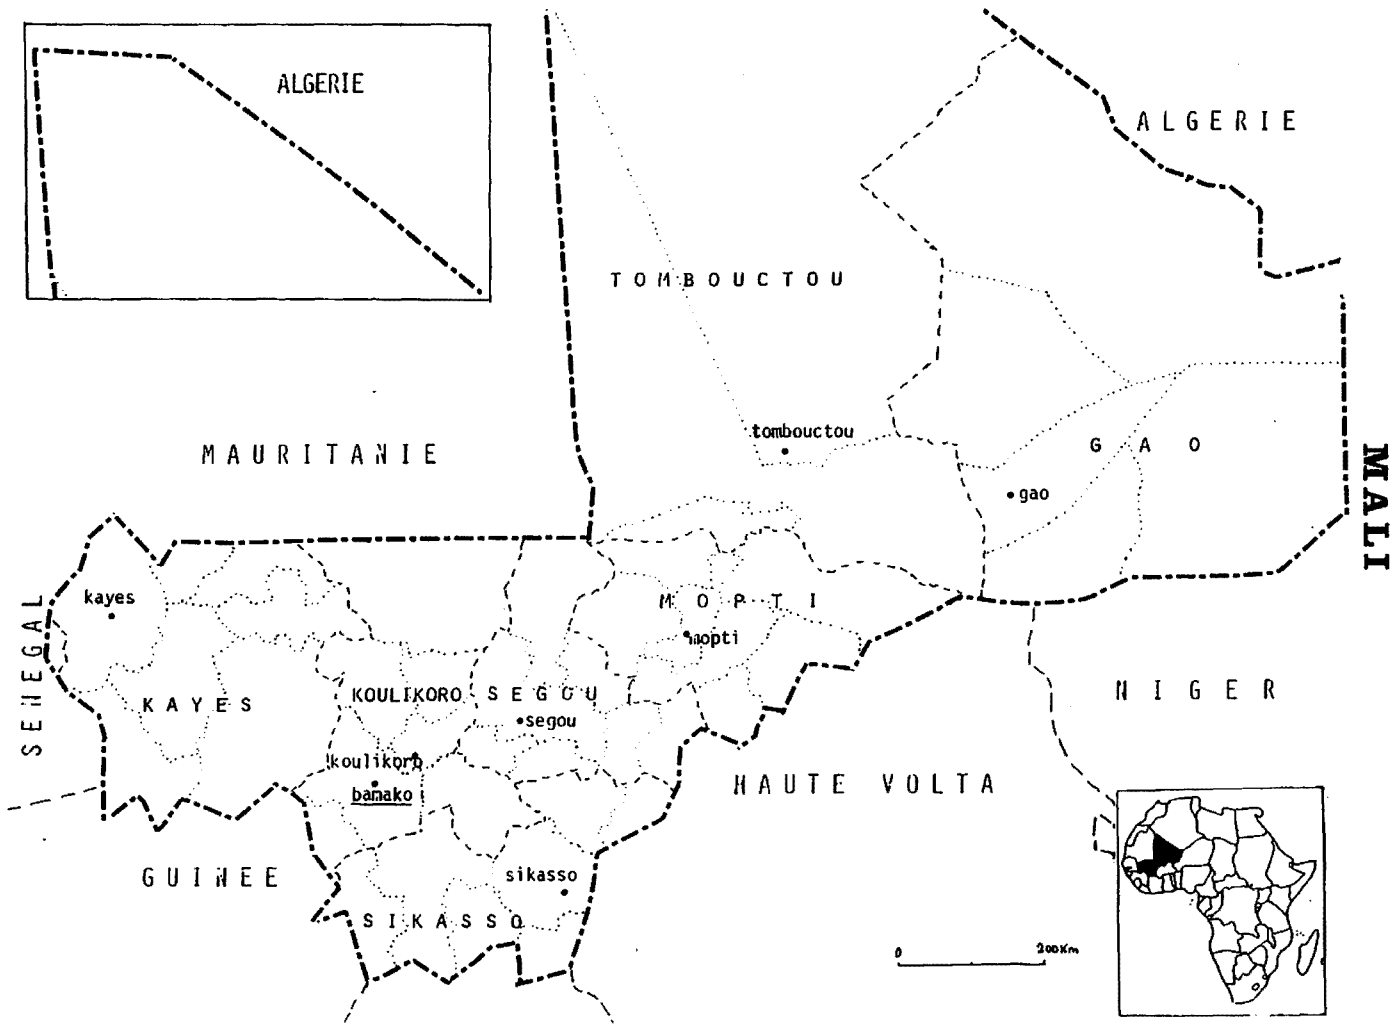 ALGERIE
ALGERIE
TOMBOUCTOU
tombouctou
MAURITANIE
GAO
gao
MALI
kayes
MOPTI
mopti
SENEGAL
KAYES
KOULIKORO
SEGOU
segou
NIGER
koulikoro
bamako
HAUTE VOLTA
GUINEE
sikasso
SIKASSO
0 200Km